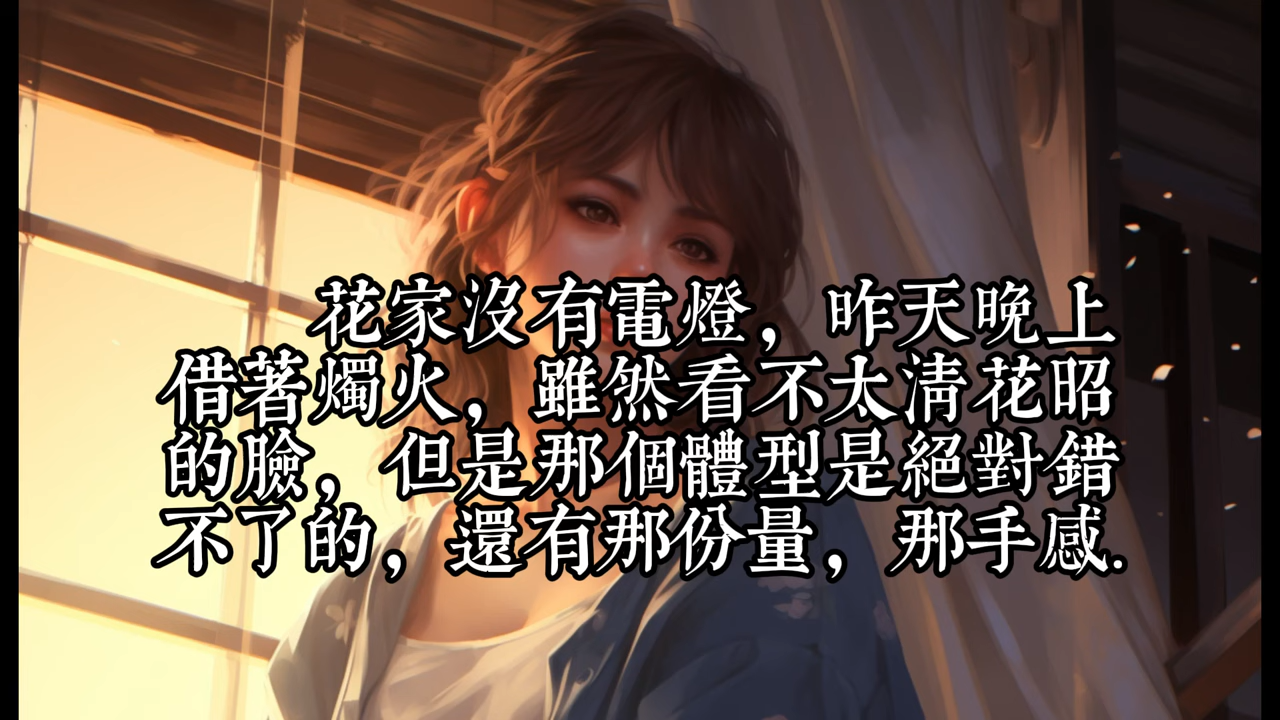 花家沒有電燈，昨天晚上
借著燭火，雖然看不太淸花昭
的臉，但是那個體型是絕對錯
不了的，還有那份量，那手感.